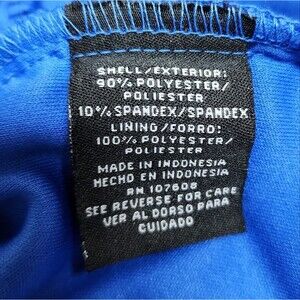 SHELL/EXTERIOR:
90% POLYESTER/
POLIESTER
10% SPANDEX/SPANDEX
LINING/FORRO:
100% POLYESTER/
POLIESTER
MADE IN INDONESIA
HECHO EN INDONESIA
RN 107608
SEE REVERSE FOR CARE
VER AL DORSO PARA
CUIDADO